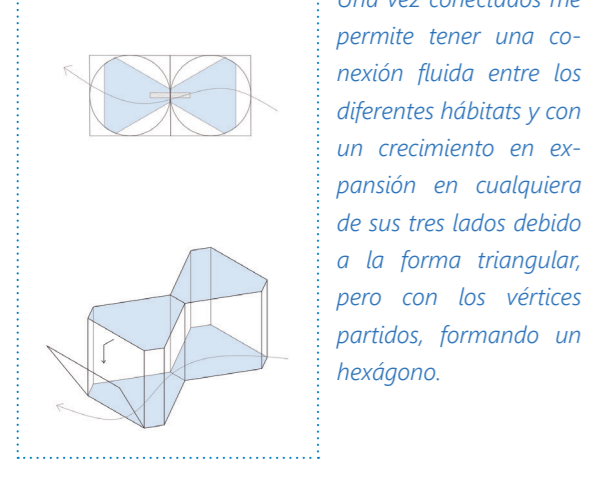 Una vez conectados me
permite tener una co-
nexión fluida entre los
diferentes hábitats y con
un crecimiento en ex-
pansión en cualquiera
de sus tres lados debido
a la forma triangular,
pero con los vértices
partidos, formando un
hexágono.